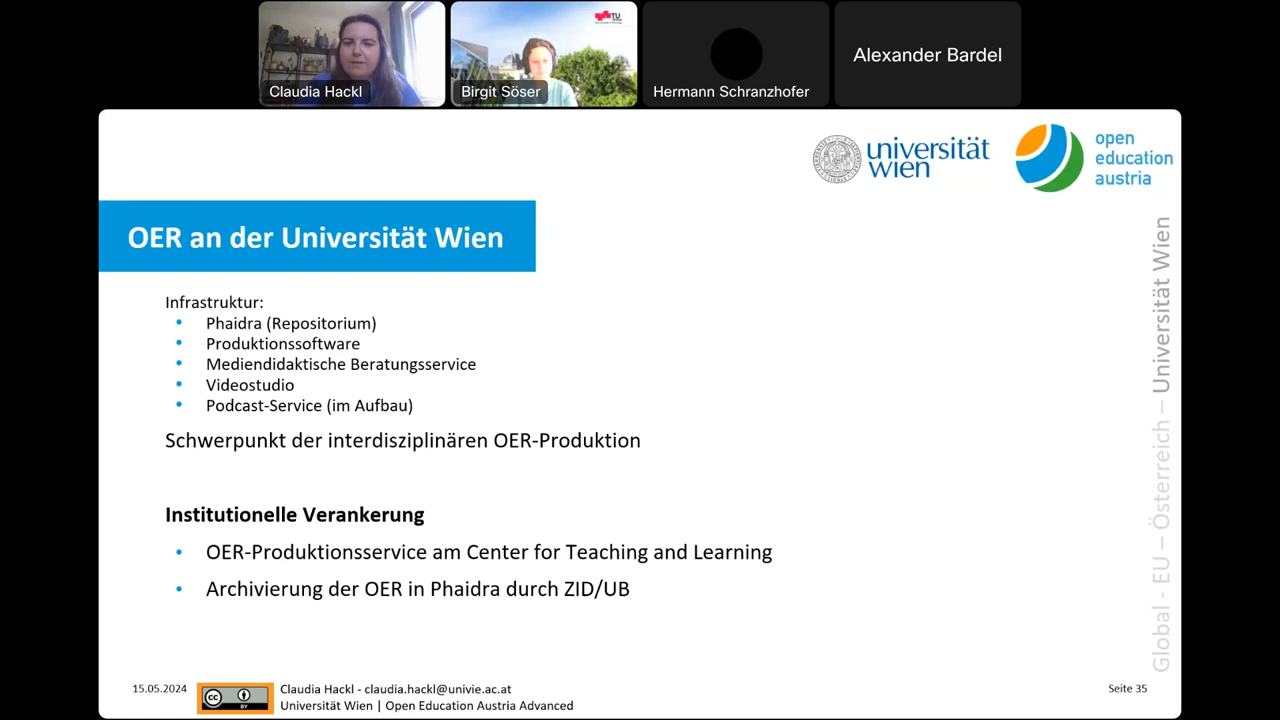 TU
Claudia Hackl
Birgit Söser
Hermann Schranzhofer
Alexander Bardel
universität
wien
open
education
austria
OER an der Universität Wien
Infrastruktur:
• Phaidra (Repositorium)
• Produktionssoftware
• Mediendidaktische Beratungsservice
• Videostudio
• Podcast-Service (im Aufbau)
Schwerpunkt der interdisziplinären OER-Produktion
Institutionelle Verankerung
• OER-Produktionsservice am Center for Teaching and Learning
• Archivierung der OER in Phaidra durch ZID/UB
Global - EU – Österreich – Universität Wien
15.05.2024
cc
BY
Claudia Hackl - claudia.hackl@univie.ac.at
Universität Wien | Open Education Austria Advanced
Seite 35